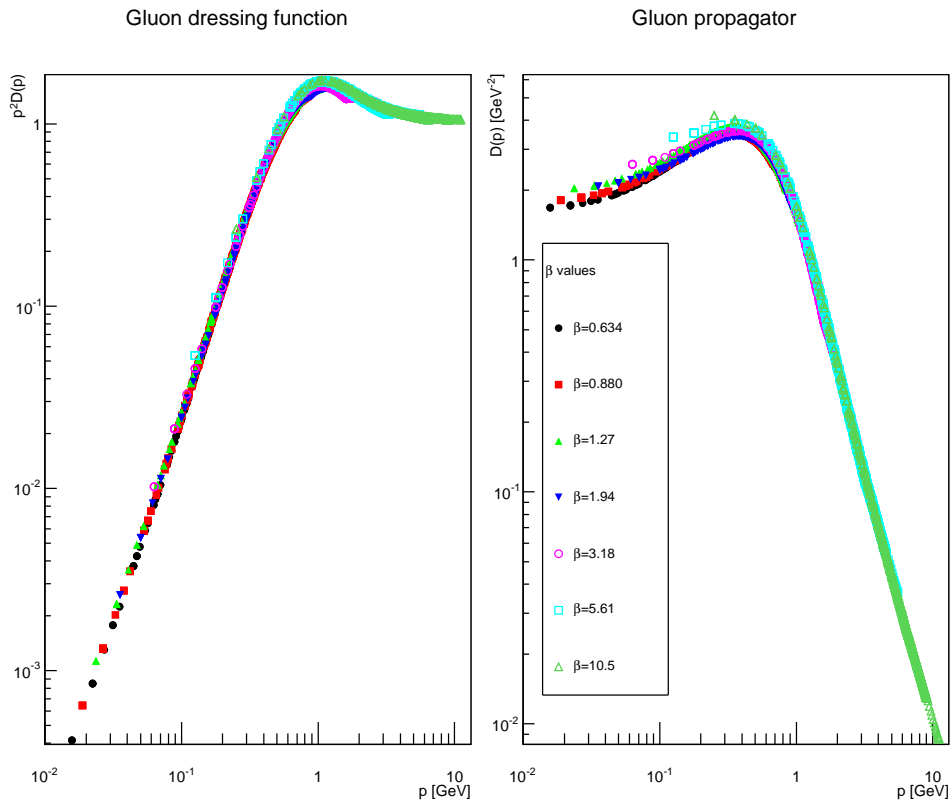 Gluon dressing function
p²D(p)
1
10⁻¹
10⁻²
10⁻³
10⁻²
10⁻¹
1
10
p [GeV]
Gluon propagator
D(p) [GeV⁻²]
1
10⁻¹
10⁻²
β values
β=0.634
β=0.880
β=1.27
β=1.94
β=3.18
β=5.61
β=10.5
10⁻²
10⁻¹
1
10
p [GeV]